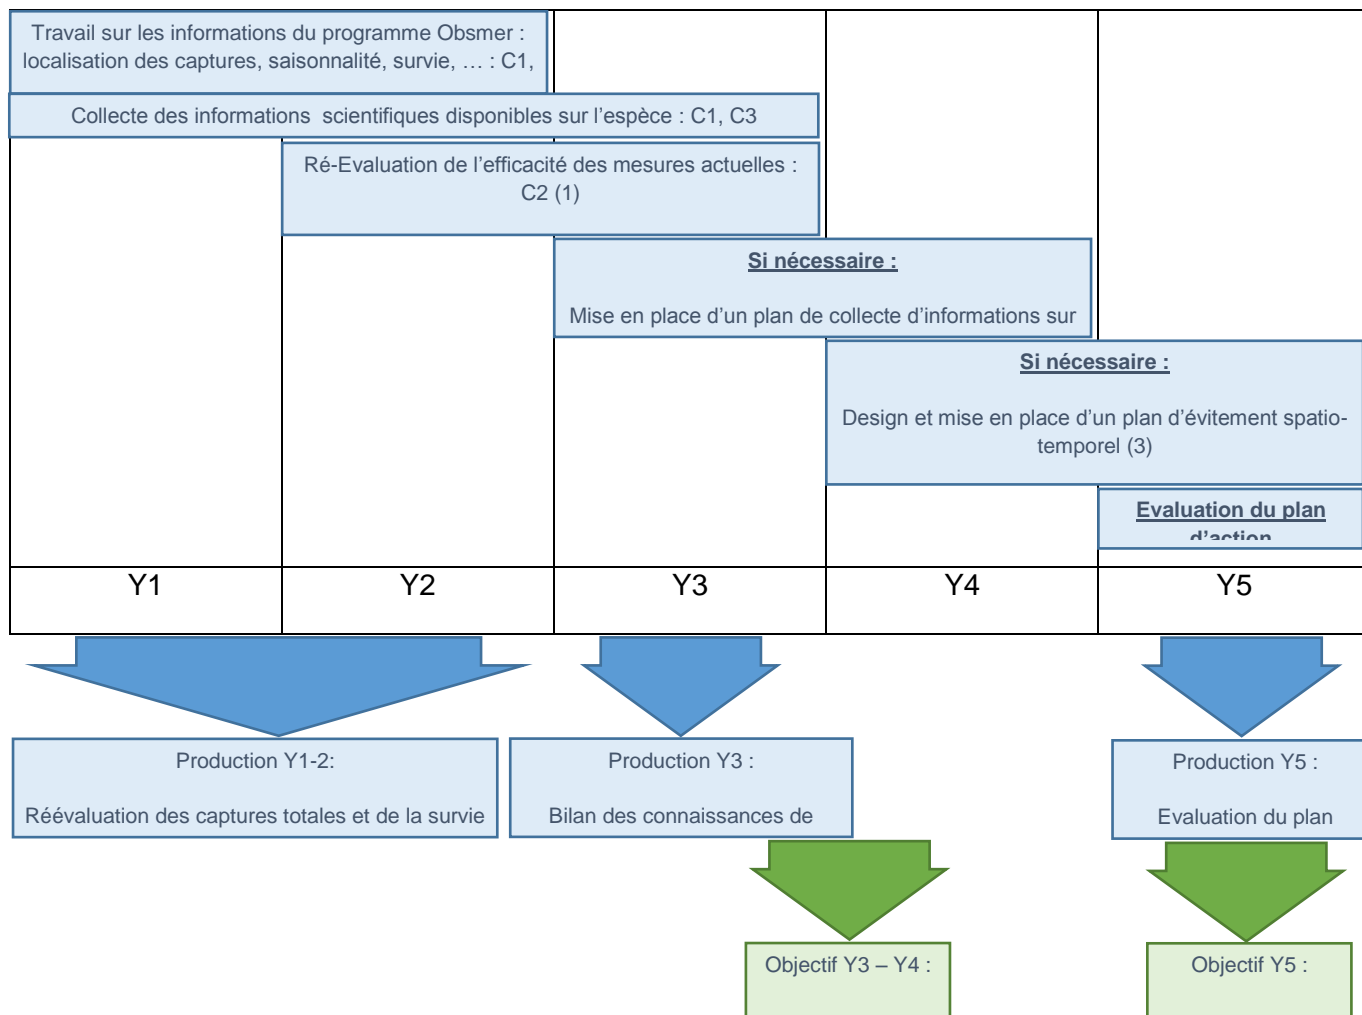 Travail sur les informations du programme Obsmer :
localisation des captures, saisonnalité, survie, … : C1,
Collecte des informations scientifiques disponibles sur l’espèce : C1, C3
Ré-Evaluation de l’efficacité des mesures actuelles :
C2 (1)
Si nécessaire :
Mise en place d’un plan de collecte d’informations sur
Si nécessaire :
Design et mise en place d’un plan d’évitement spatio-
temporel (3)
Evaluation du plan
d’action
Y1
Y2
Y3
Y4
Y5
Production Y1-2:
Réévaluation des captures totales et de la survie
Production Y3 :
Bilan des connaissances de
Production Y5 :
Evaluation du plan
Objectif Y3 – Y4 :
Objectif Y5 :